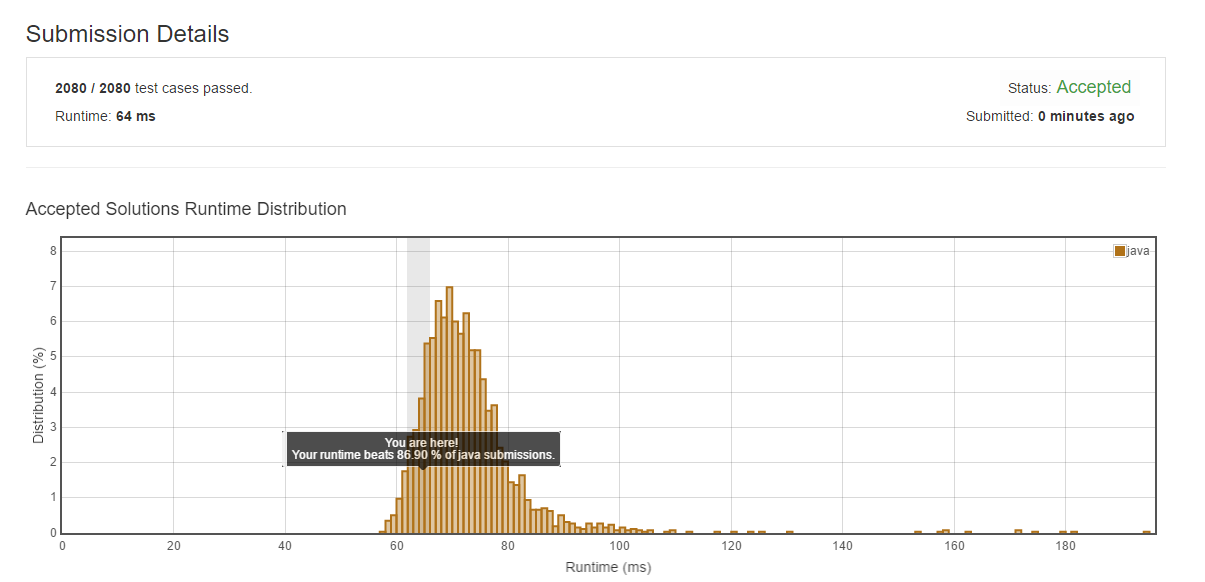 Submission Details
2080 / 2080 test cases passed.
Status: Accepted
Runtime: 64 ms
Submitted: 0 minutes ago
Accepted Solutions Runtime Distribution
java
8
7
6
5
4
3
2
1
0
Distribution (%)
You are here!
Your runtime beats 86.90 % of java submissions.
0 20 40 60 80 100 120 140 160 180
Runtime (ms)